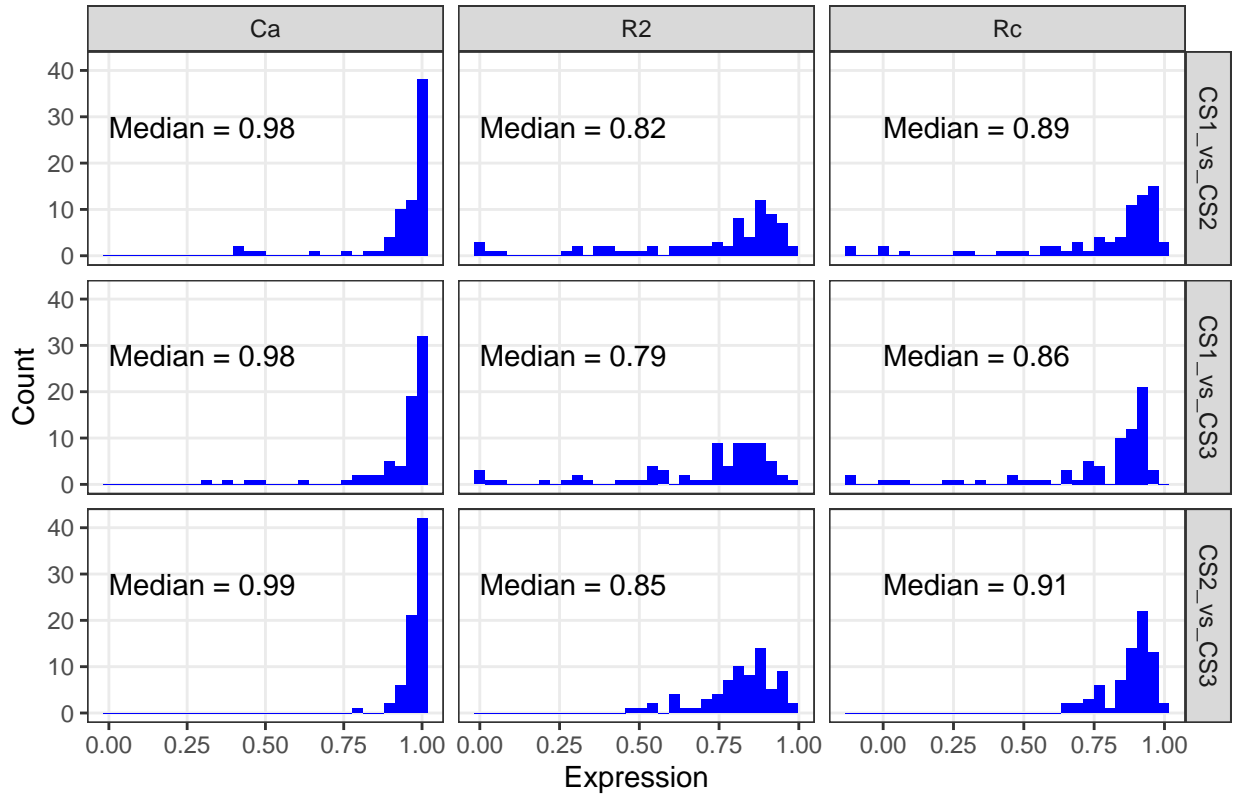 Ca
R2
Rc
40
30
20
10
0
Median = 0.98
Median = 0.82
Median = 0.89
CS1_vs_CS2
Count
40
30
20
10
0
Median = 0.98
Median = 0.79
Median = 0.86
CS1_vs_CS3
40
30
20
10
0
Median = 0.99
Median = 0.85
Median = 0.91
CS2_vs_CS3
0.00 0.25 0.50 0.75 1.00
0.00 0.25 0.50 0.75 1.00
0.00 0.25 0.50 0.75 1.00
Expression